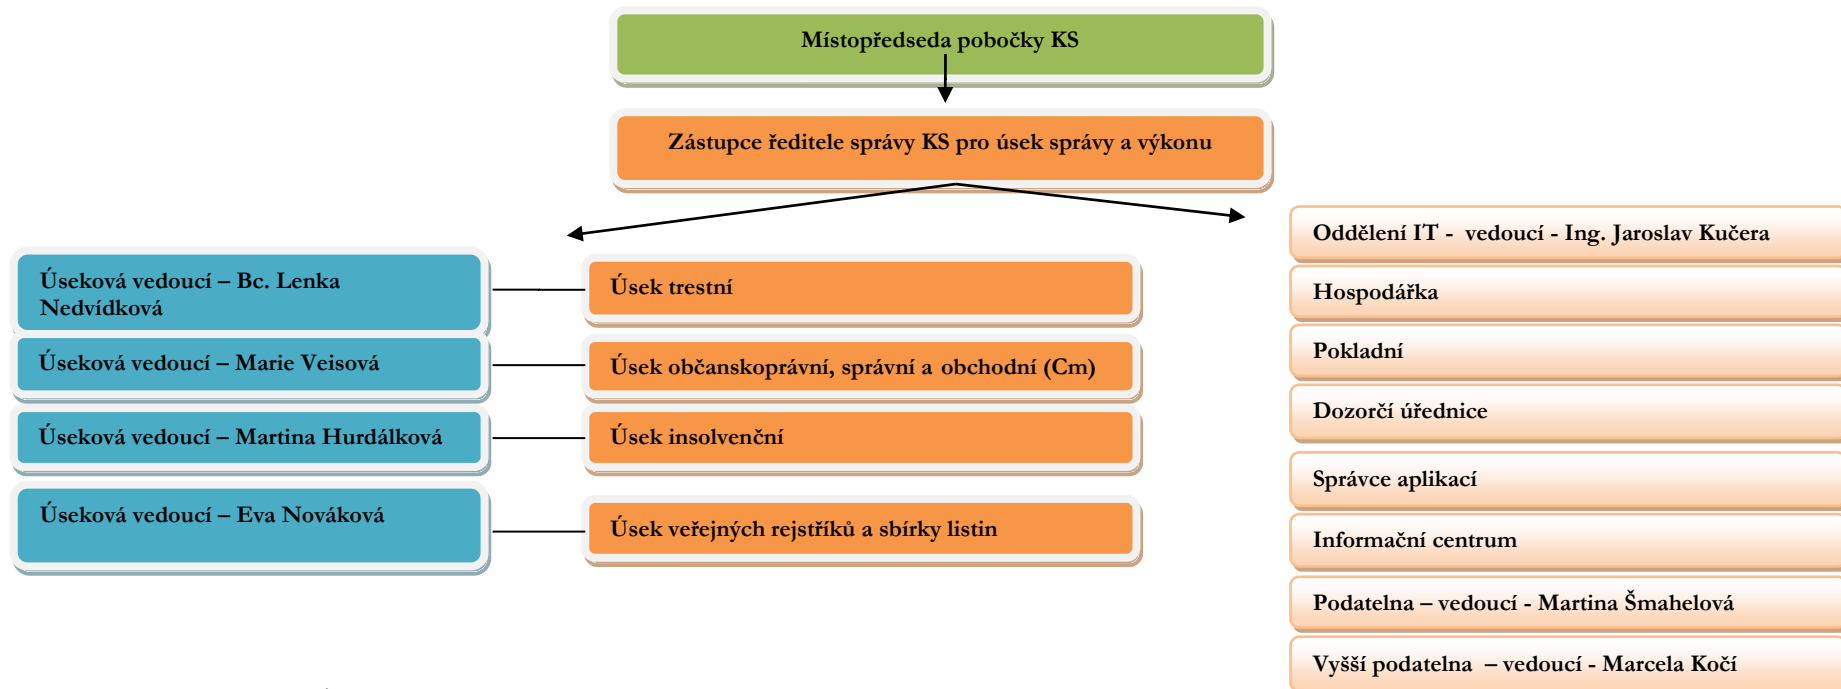 Místopředseda pobočky KS
Zástupce ředitele správy KS pro úsek správy a výkonu
Úseková vedoucí – Bc. Lenka
Nedvídková
Úsek trestní
Úseková vedoucí – Marie Veisová
Úsek občanskoprávní, správní a obchodní (Cm)
Úseková vedoucí – Martina Hurdálková
Úsek insolvenční
Úseková vedoucí – Eva Nováková
Úsek veřejných rejstříků a sbírky listin
Oddělení IT - vedoucí - Ing. Jaroslav Kučera
Hospodářka
Pokladní
Dozorčí úřednice
Správce aplikací
Informační centrum
Podatelna – vedoucí - Martina Šmahelová
Vyšší podatelna – vedoucí - Marcela Kočí